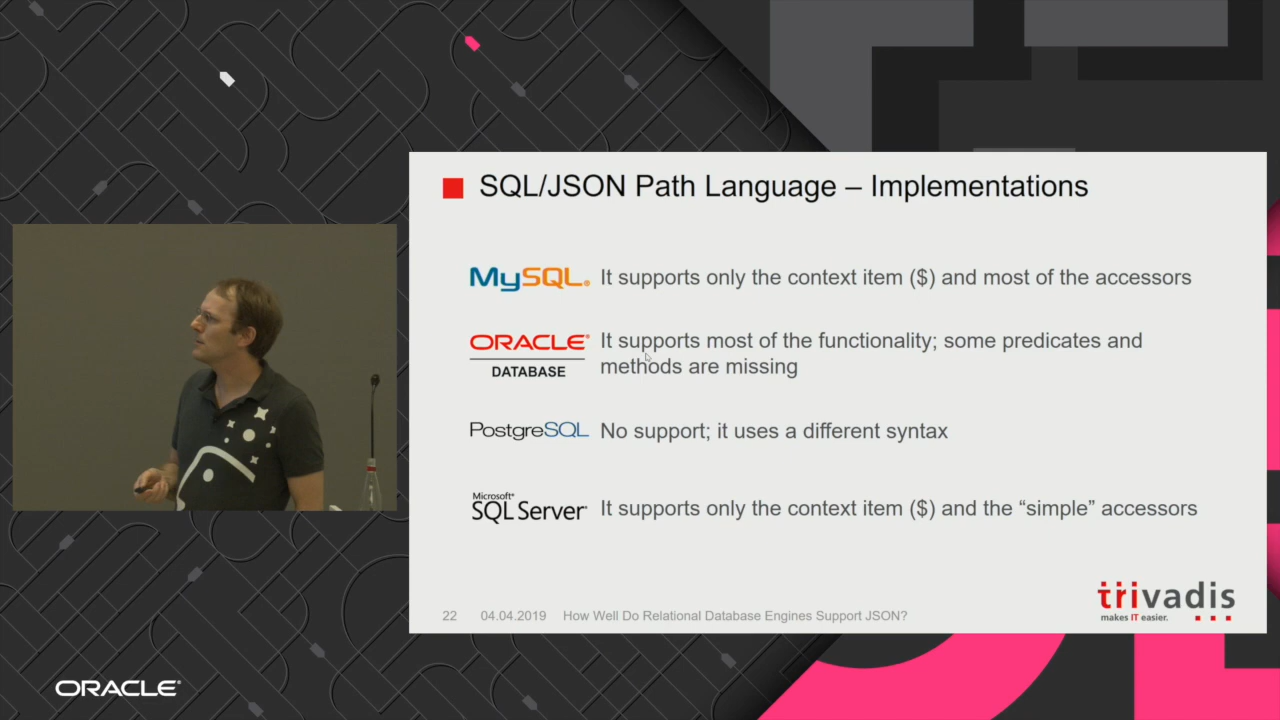 SQL/JSON Path Language – Implementations
MySQL® It supports only the context item ($) and most of the accessors
ORACLE®
DATABASE
It supports most of the functionality; some predicates and
methods are missing
PostgreSQL No support; it uses a different syntax
Microsoft®
SQL Server® It supports only the context item ($) and the “simple” accessors
trivadis
makes IT easier.
22 04.04.2019 How Well Do Relational Database Engines Support JSON?
ORACLE®